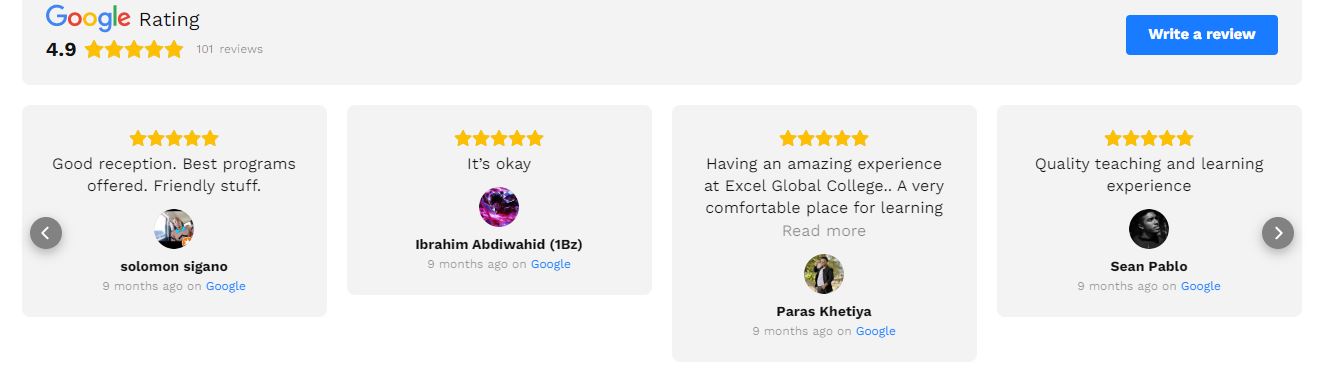 Google Rating
4.9 101 reviews
Write a review
Good reception. Best programs
offered. Friendly stuff.
solomon sigano
9 months ago on Google
It's okay
Ibrahim Abdiwahid (1Bz)
9 months ago on Google
Having an amazing experience
at Excel Global College.. A very
comfortable place for learning
Read more
Paras Khetiya
9 months ago on Google
Quality teaching and learning
experience
Sean Pablo
9 months ago on Google